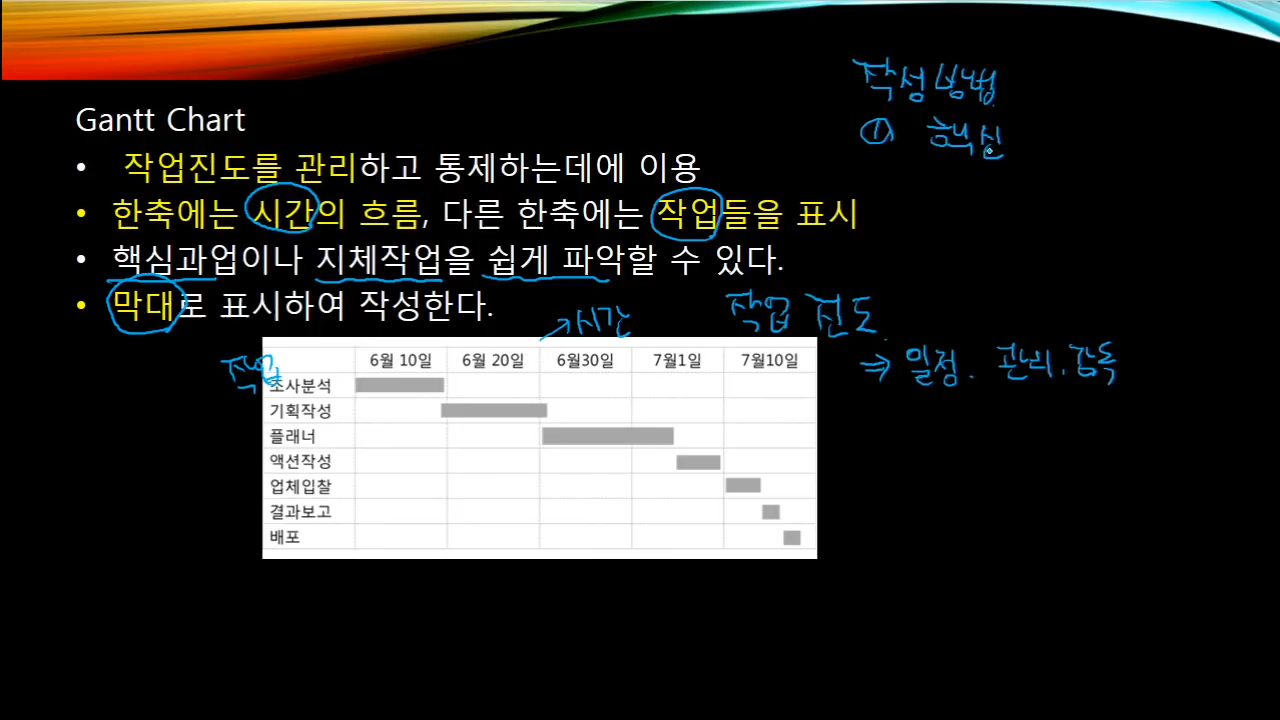 작성방법
① 핵신
Gantt Chart
• 작업진도를 관리하고 통제하는데에 이용
• 한축에는 시간의 흐름, 다른 한축에는 작업들을 표시
• 핵심과업이나 지체작업을 쉽게 파악할 수 있다.
• 막대로 표시하여 작성한다.
↗시간
작업 진도
⇒ 일정. 관리. 감독
작업
6월 10일 6월 20일 6월30일 7월1일 7월10일
조사분석
기획작성
플래너
액션작성
업체입찰
결과보고
배포